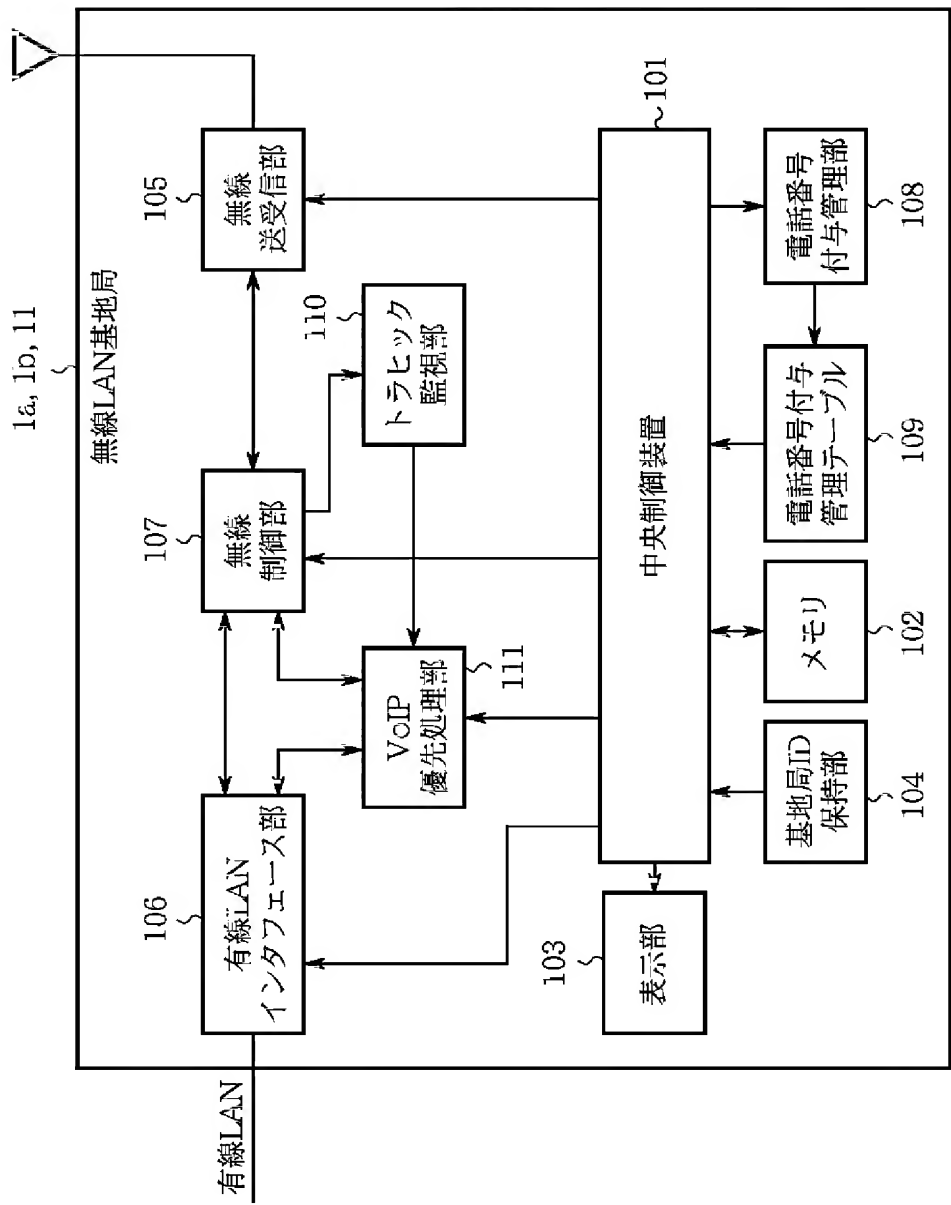 1a, 1b, 11
無線LAN基地局
有線LAN
106
有線LAN
インタフェース部
107
無線
制御部
105
無線
送受信部
110
トラヒック
監視部
VoIP
優先処理部
111
103
表示部
中央制御装置
101
基地局ID
保持部
104
メモリ
102
電話番号付与
管理テーブル
109
電話番号
付与管理部
108